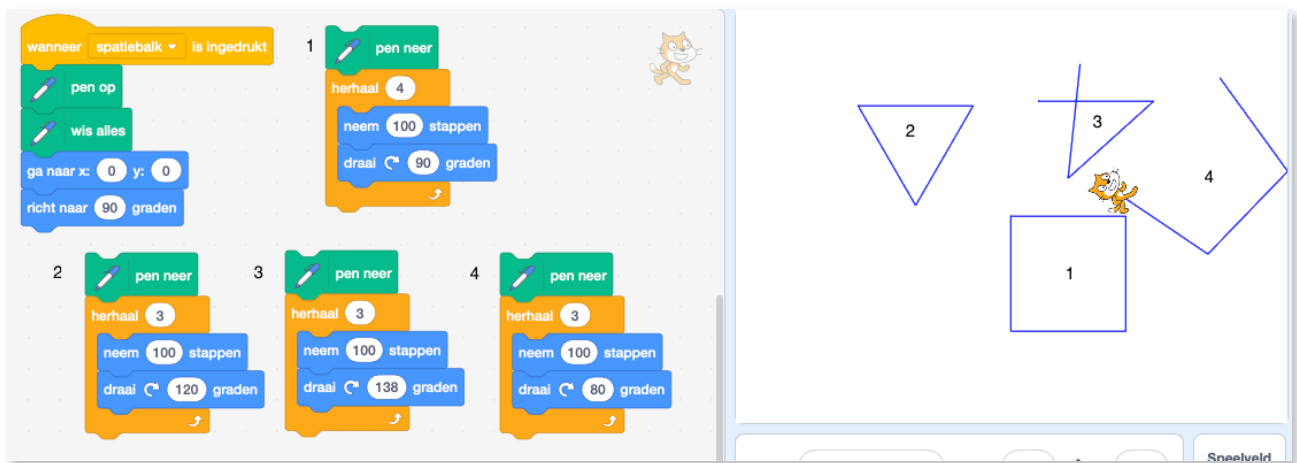 wanneer spatiebalk is ingedrukt
pen op
wis alles
ga naar x: 0 y: 0
richt naar 90 graden
1
pen neer
herhaal 4
neem 100 stappen
draai 90 graden
2
pen neer
herhaal 3
neem 100 stappen
draai 120 graden
3
pen neer
herhaal 3
neem 100 stappen
draai 138 graden
4
pen neer
herhaal 3
neem 100 stappen
draai 80 graden
2
3
4
1
Speelveld